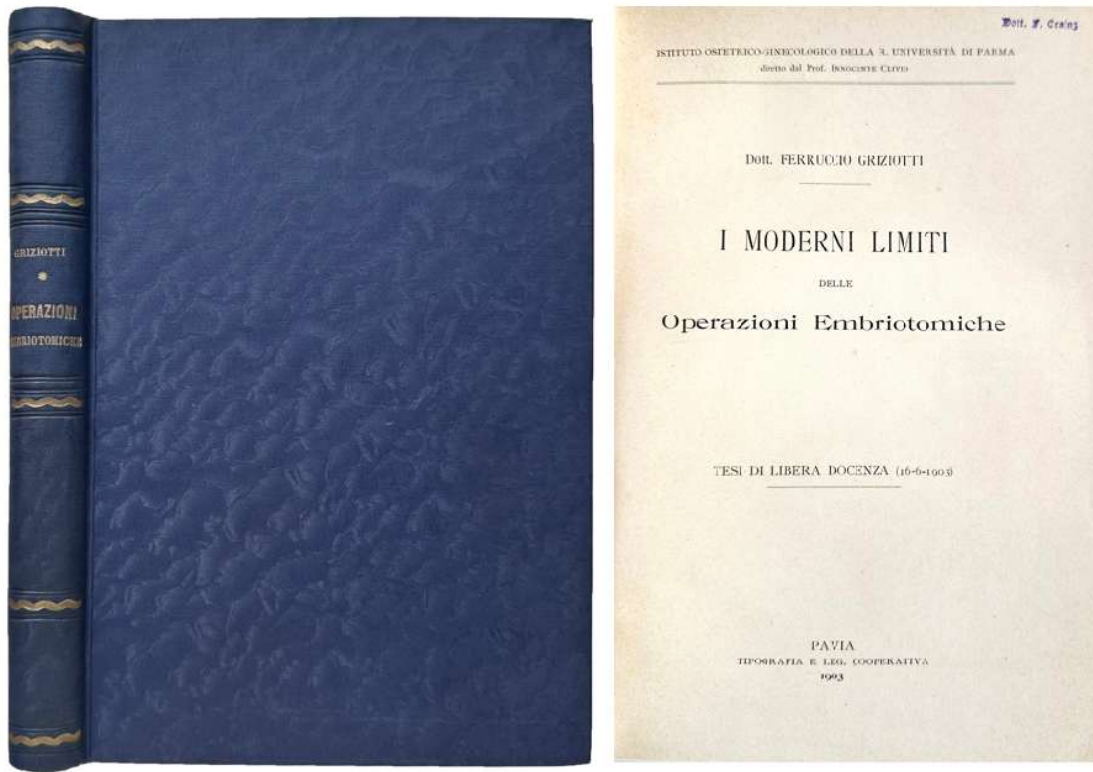 GRIZIOTTI
OPERAZIONI
EMBRIOTOMICHE
Dott. F. Crainz
ISTITUTO OSTETRICO-GINECOLOGICO DELLA R. UNIVERSITÀ DI PARMA
diretto dal Prof. INNOCENTE CLIVIO
Dott. FERRUCCIO GRIZIOTTI
I MODERNI LIMITI
DELLE
Operazioni Embriotomiche
TESI DI LIBERA DOCENZA (16-6-1903)
PAVIA
TIPOGRAFIA E LEG. COOPERATIVA
1903